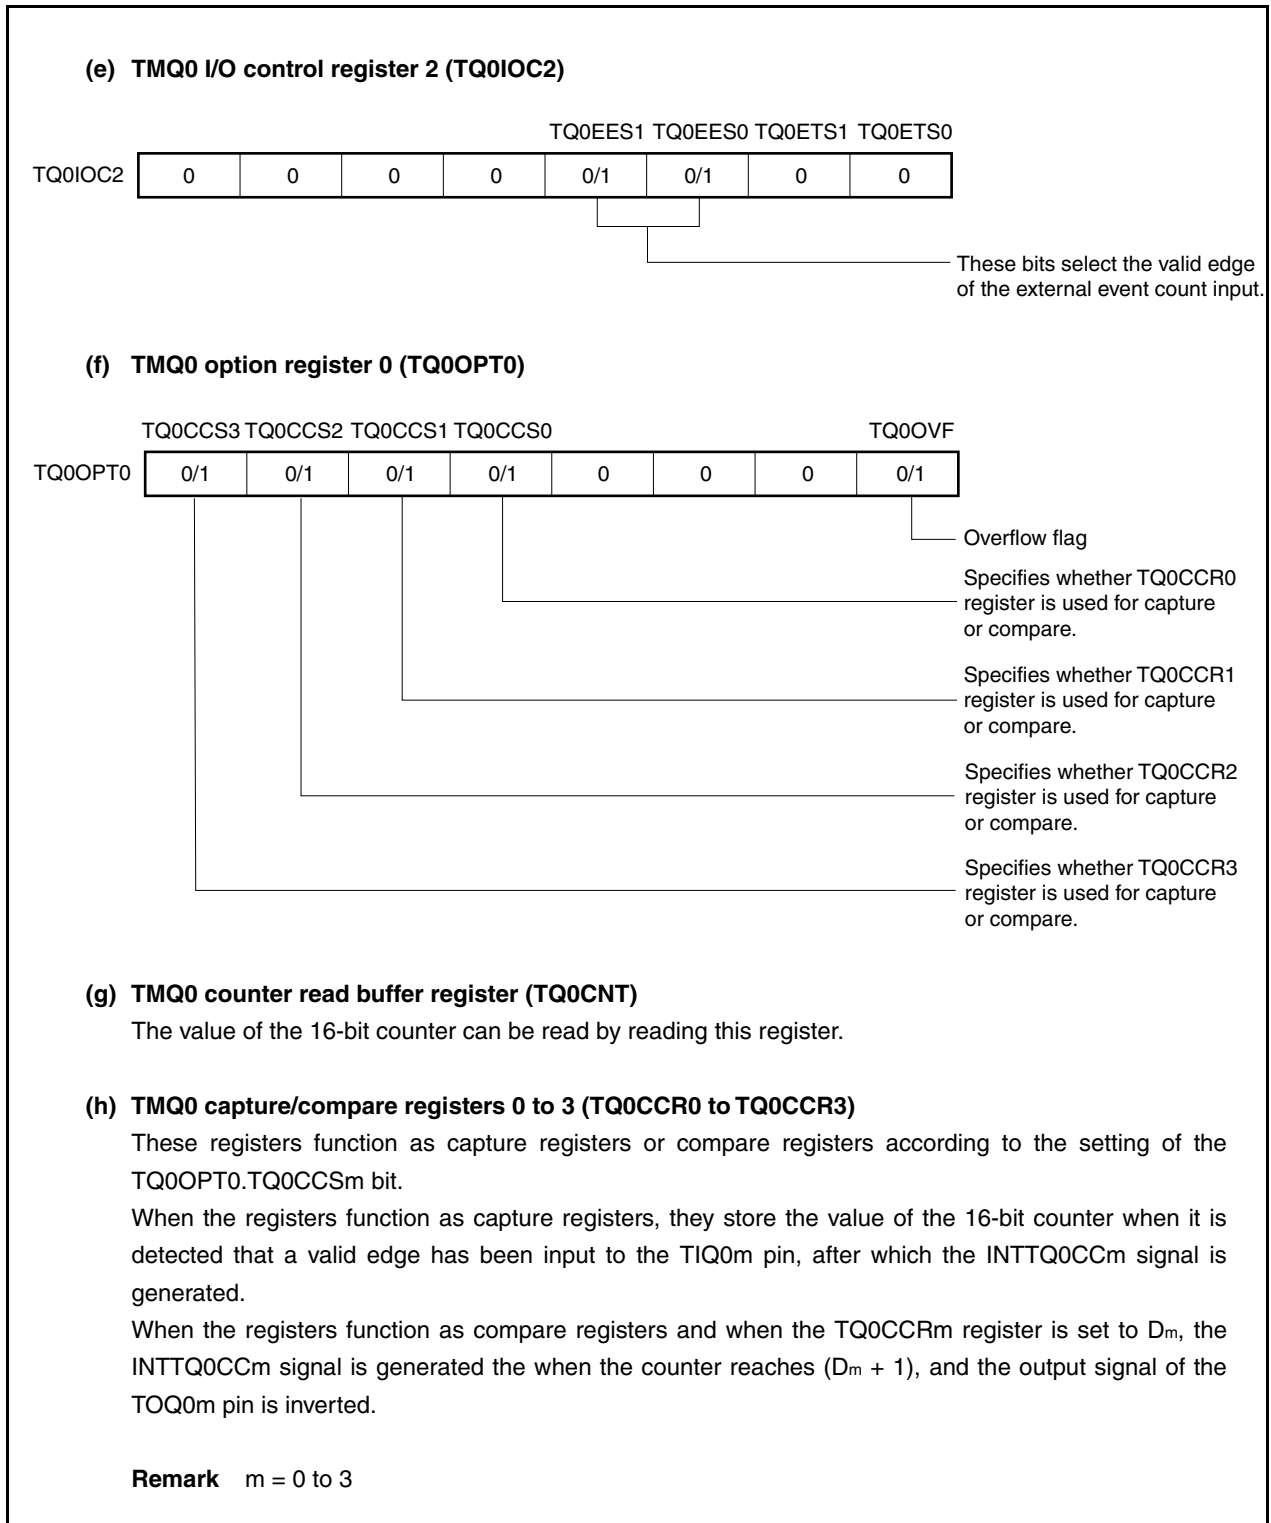 (e) TMQ0 I/O control register 2 (TQ0IOC2)
TQ0EES1 TQ0EES0 TQ0ETS1 TQ0ETS0
TQ0IOC2 0 0 0 0 0/1 0/1 0 0
These bits select the valid edge
of the external event count input.
(f) TMQ0 option register 0 (TQ0OPT0)
TQ0CCS3 TQ0CCS2 TQ0CCS1 TQ0CCS0 TQ0OVF
TQ0OPT0 0/1 0/1 0/1 0/1 0 0 0 0/1
Overflow flag
Specifies whether TQ0CCR0
register is used for capture
or compare.
Specifies whether TQ0CCR1
register is used for capture
or compare.
Specifies whether TQ0CCR2
register is used for capture
or compare.
Specifies whether TQ0CCR3
register is used for capture
or compare.
(g) TMQ0 counter read buffer register (TQ0CNT)
The value of the 16-bit counter can be read by reading this register.
(h) TMQ0 capture/compare registers 0 to 3 (TQ0CCR0 to TQ0CCR3)
These registers function as capture registers or compare registers according to the setting of the
TQ0OPT0.TQ0CCSm bit.
When the registers function as capture registers, they store the value of the 16-bit counter when it is
detected that a valid edge has been input to the TIQ0m pin, after which the INTTQ0CCm signal is
generated.
When the registers function as compare registers and when the TQ0CCRm register is set to Dm, the
INTTQ0CCm signal is generated the when the counter reaches (Dm + 1), and the output signal of the
TOQ0m pin is inverted.
Remark m = 0 to 3